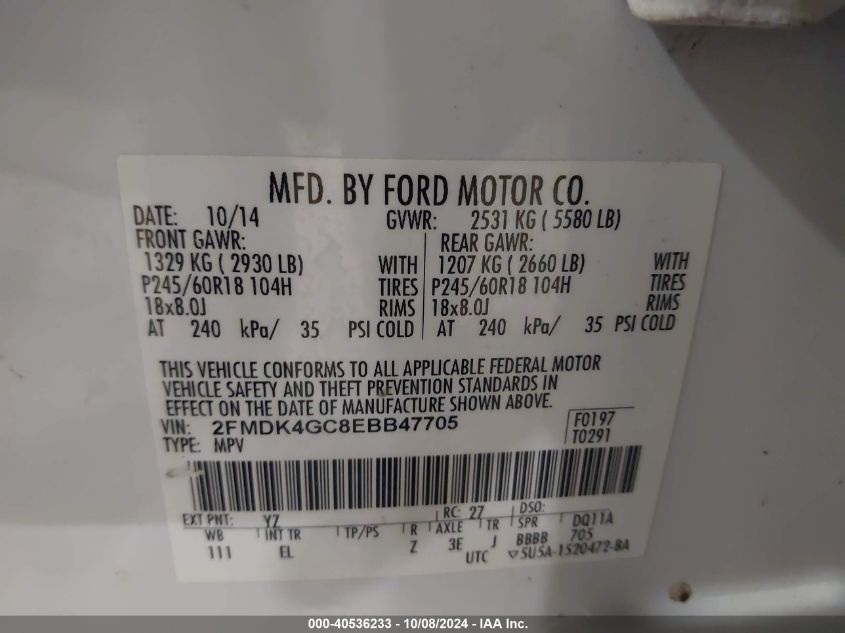 MFD. BY FORD MOTOR CO.
DATE: 10/14 GVWR: 2531 KG ( 5580 LB)
FRONT GAWR: REAR GAWR:
1329 KG ( 2930 LB) WITH 1207 KG ( 2660 LB) WITH
P245/60R18 104H TIRES P245/60R18 104H TIRES
18x8.0J RIMS 18x8.0J RIMS
AT 240 kPa/ 35 PSI COLD AT 240 kPa/ 35 PSI COLD
THIS VEHICLE CONFORMS TO ALL APPLICABLE FEDERAL MOTOR
VEHICLE SAFETY AND THEFT PREVENTION STANDARDS IN
EFFECT ON THE DATE OF MANUFACTURE SHOWN ABOVE.
VIN: 2FMDK4GC8EBB47705 F0197
TYPE: MPV T0291
EXT PNT: YZ RC: 27 DSO:
WB INT TR TP/PS R AXLE TR SPR DQ11A
111 EL Z 3E J BBBB 705
UTC ▽5U5A-1520472-BA
000-40536233 - 10/08/2024 - IAA Inc.